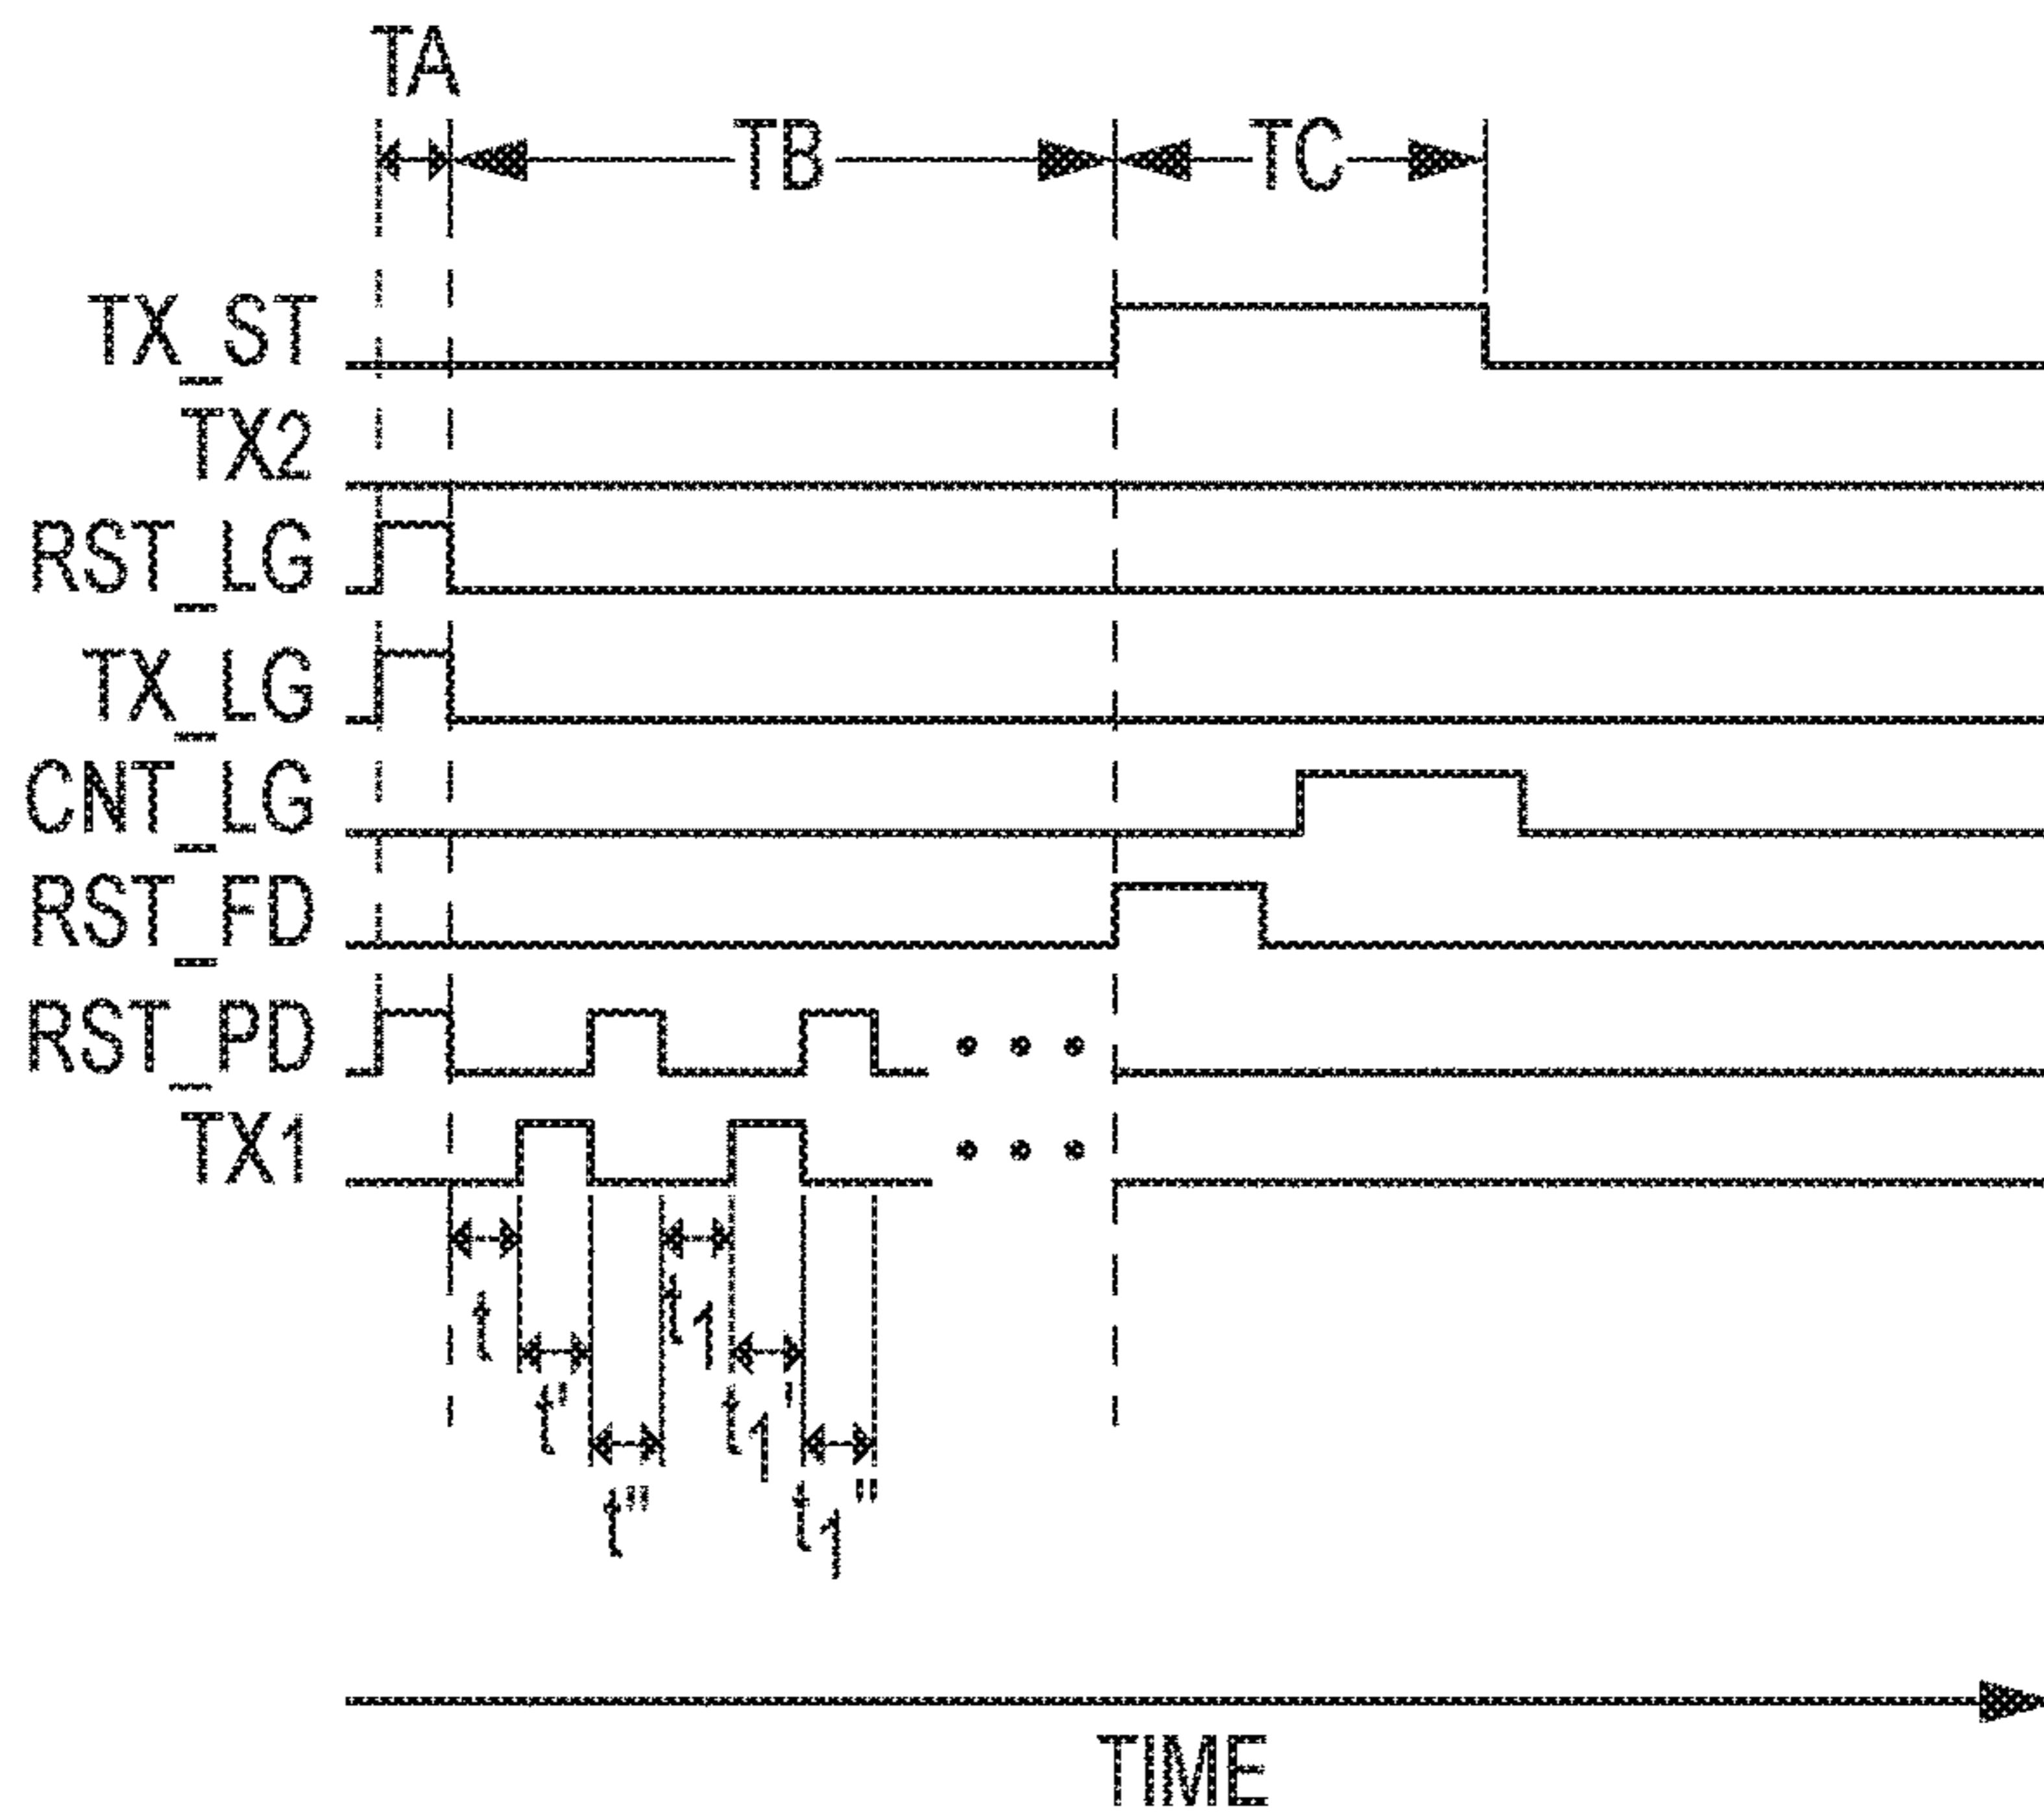 TA
TB
TC
TX_ST
TX2
RST_LG
TX_LG
CNT_LG
RST_FD
RST_PD
TX1
t
t1
t'
t1'
t"
t1"
TIME